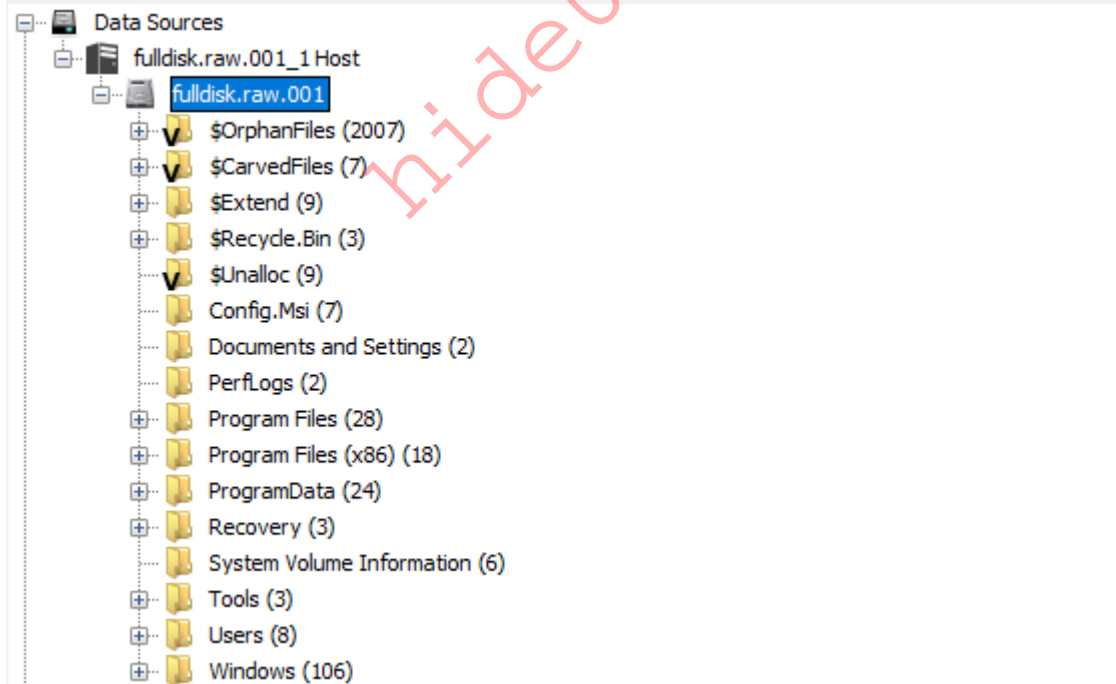 Data Sources
fulldisk.raw.001_1 Host
fulldisk.raw.001
$OrphanFiles (2007)
$CarvedFiles (7)
$Extend (9)
$Recycle.Bin (3)
$Unalloc (9)
Config.Msi (7)
Documents and Settings (2)
PerfLogs (2)
Program Files (28)
Program Files (x86) (18)
ProgramData (24)
Recovery (3)
System Volume Information (6)
Tools (3)
Users (8)
Windows (106)